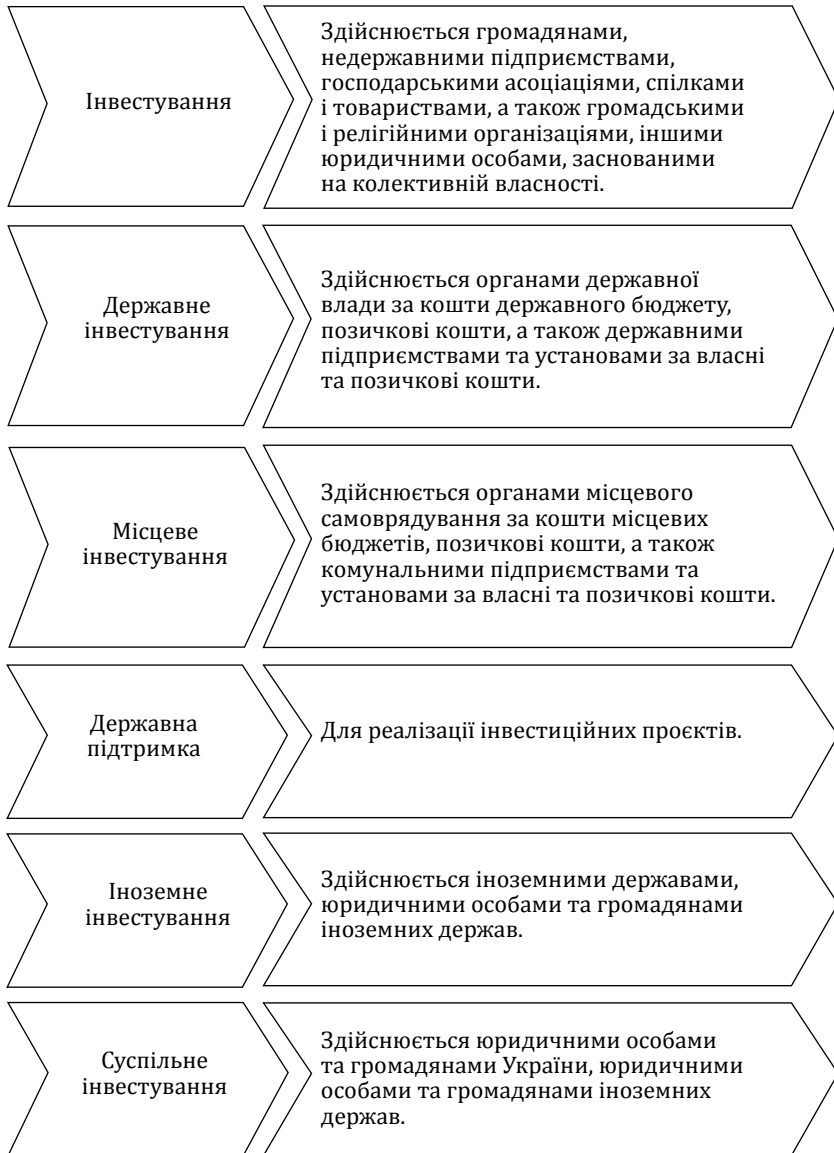 Інвестування
Здійснюється громадянами,
недержавними підприємствами,
господарськими асоціаціями, спілками
і товариствами, а також громадськими
і релігійними організаціями, іншими
юридичними особами, заснованими
на колективній власності.
Державне
інвестування
Здійснюється органами державної
влади за кошти державного бюджету,
позичкові кошти, а також державними
підприємствами та установами за власні
та позичкові кошти.
Місцеве
інвестування
Здійснюється органами місцевого
самоврядування за кошти місцевих
бюджетів, позичкові кошти, а також
комунальними підприємствами та
установами за власні та позичкові кошти.
Державна
підтримка
Для реалізації інвестиційних проєктів.
Іноземне
інвестування
Здійснюється іноземними державами,
юридичними особами та громадянами
іноземних держав.
Суспільне
інвестування
Здійснюється юридичними особами
та громадянами України, юридичними
особами та громадянами іноземних
держав.